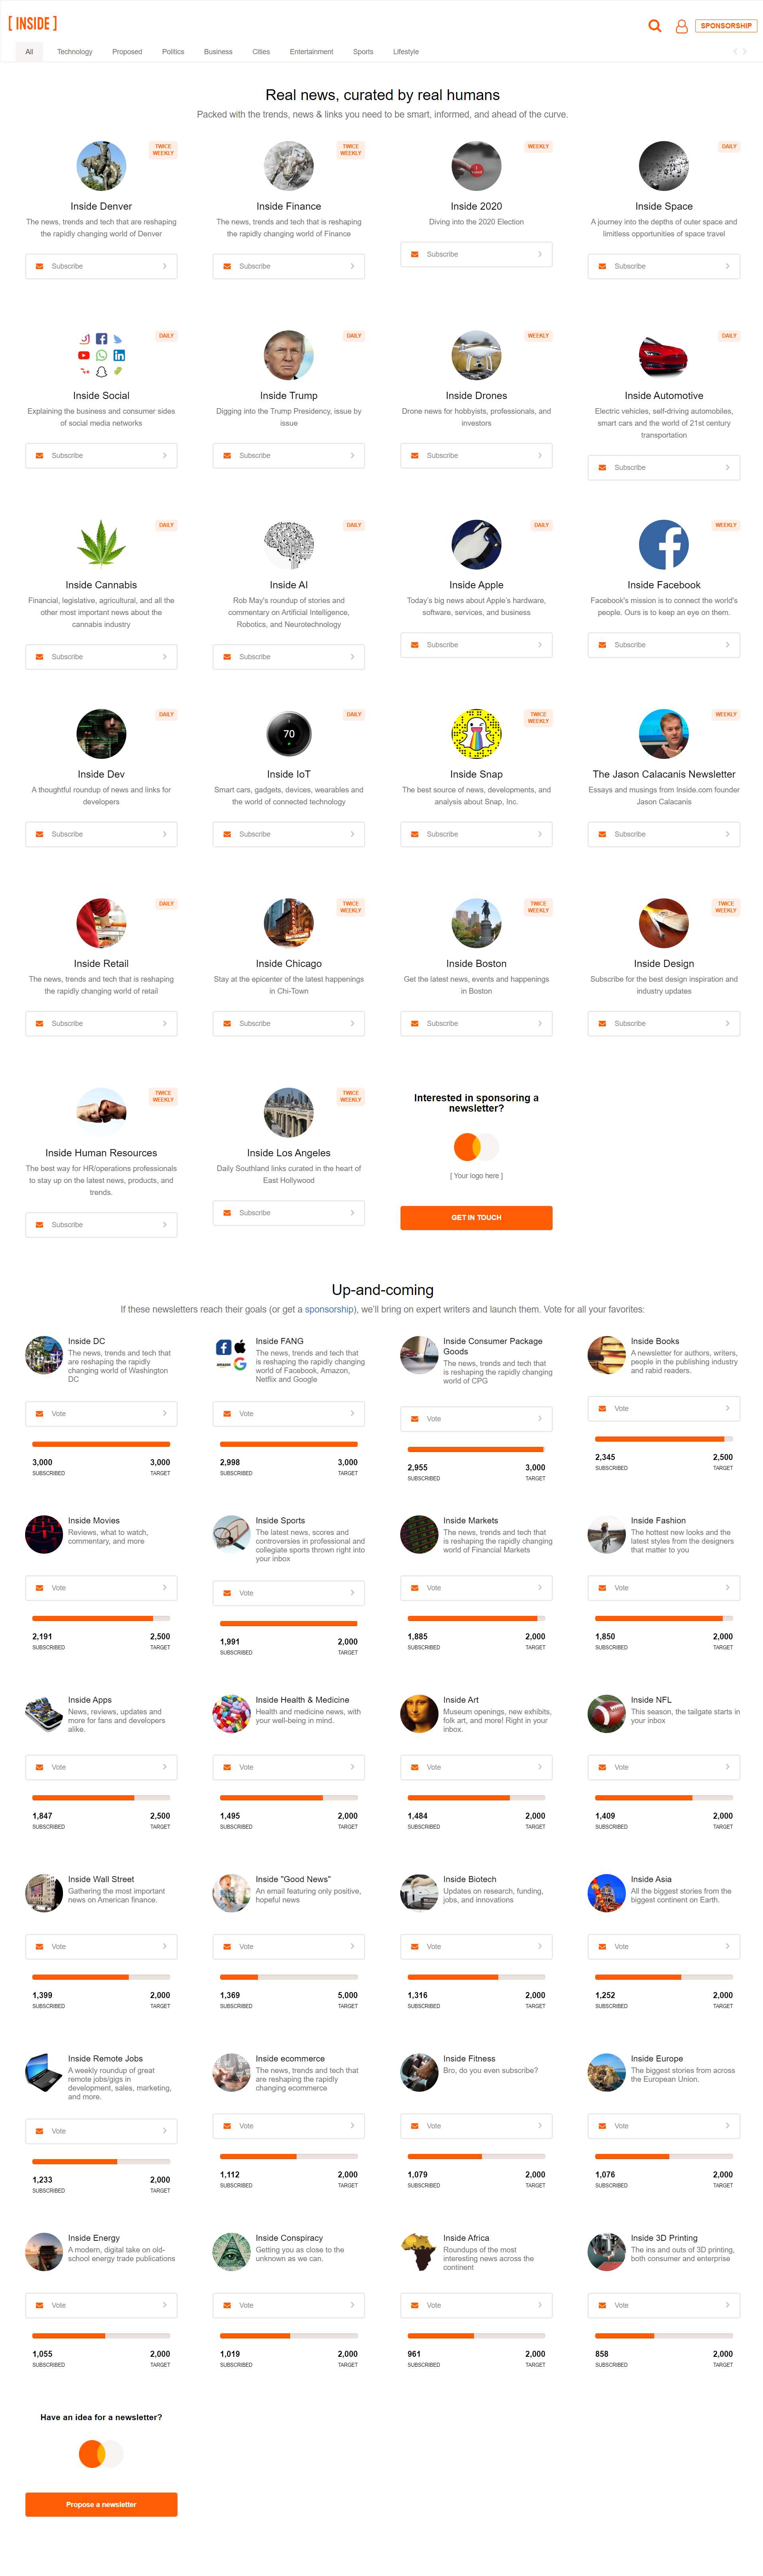 [ INSIDE ]
SPONSORSHIP
All Technology Proposed Politics Business Cities Entertainment Sports Lifestyle
Real news, curated by real humans
Packed with the trends, news & links you need to be smart, informed, and ahead of the curve.
TWICE
WEEKLY
Inside Denver
The news, trends and tech that are reshaping
the rapidly changing world of Denver
Subscribe
TWICE
WEEKLY
Inside Finance
The news, trends and tech that is reshaping
the rapidly changing world of Finance
Subscribe
WEEKLY
Inside 2020
Diving into the 2020 Election
Subscribe
DAILY
Inside Space
A journey into the depths of outer space and
limitless opportunities of space travel
Subscribe
DAILY
Inside Social
Explaining the business and consumer sides
of social media networks
Subscribe
DAILY
Inside Trump
Digging into the Trump Presidency, issue by
issue
Subscribe
WEEKLY
Inside Drones
Drone news for hobbyists, professionals, and
investors
Subscribe
DAILY
Inside Automotive
Electric vehicles, self-driving automobiles,
smart cars and the world of 21st century
transportation
Subscribe
DAILY
Inside Cannabis
Financial, legislative, agricultural, and all the
other most important news about the
cannabis industry
Subscribe
DAILY
Inside AI
Rob May's roundup of stories and
commentary on Artificial Intelligence,
Robotics, and Neurotechnology
Subscribe
DAILY
Inside Apple
Today's big news about Apple's hardware,
software, services, and business
Subscribe
WEEKLY
Inside Facebook
Facebook's mission is to connect the world's
people. Ours is to keep an eye on them.
Subscribe
DAILY
Inside Dev
A thoughtful roundup of news and links for
developers
Subscribe
DAILY
70
Inside IoT
Smart cars, gadgets, devices, wearables and
the world of connected technology
Subscribe
TWICE
WEEKLY
Inside Snap
The best source of news, developments, and
analysis about Snap, Inc.
Subscribe
WEEKLY
The Jason Calacanis Newsletter
Essays and musings from Inside.com founder
Jason Calacanis
Subscribe
DAILY
Inside Retail
The news, trends and tech that is reshaping
the rapidly changing world of retail
Subscribe
TWICE
WEEKLY
Inside Chicago
Stay at the epicenter of the latest happenings
in Chi-Town
Subscribe
TWICE
WEEKLY
Inside Boston
Get the latest news, events and happenings
in Boston
Subscribe
TWICE
WEEKLY
Inside Design
Subscribe for the best design inspiration and
industry updates
Subscribe
TWICE
WEEKLY
Inside Human Resources
The best way for HR/operations professionals
to stay up on the latest news, products, and
trends.
Subscribe
TWICE
WEEKLY
Inside Los Angeles
Daily Southland links curated in the heart of
East Hollywood
Subscribe
Interested in sponsoring a
newsletter?
[ Your logo here ]
GET IN TOUCH
Up-and-coming
If these newsletters reach their goals (or get a sponsorship), we'll bring on expert writers and launch them. Vote for all your favorites:
Inside DC
The news, trends and tech that
are reshaping the rapidly
changing world of Washington
DC
Vote
3,000 3,000
SUBSCRIBED TARGET
amazon
Inside FANG
The news, trends and tech that
is reshaping the rapidly changing
world of Facebook, Amazon,
Netflix and Google
Vote
2,998 3,000
SUBSCRIBED TARGET
Inside Consumer Package
Goods
The news, trends and tech that
is reshaping the rapidly changing
world of CPG
Vote
2,955 3,000
SUBSCRIBED TARGET
Inside Books
A newsletter for authors, writers,
people in the publishing industry
and rabid readers.
Vote
2,345 2,500
SUBSCRIBED TARGET
Inside Movies
Reviews, what to watch,
commentary, and more
Vote
2,191 2,500
SUBSCRIBED TARGET
Inside Sports
The latest news, scores and
controversies in professional and
collegiate sports thrown right into
your inbox
Vote
1,991 2,000
SUBSCRIBED TARGET
Inside Markets
The news, trends and tech that
is reshaping the rapidly changing
world of Financial Markets
Vote
1,885 2,000
SUBSCRIBED TARGET
Inside Fashion
The hottest new looks and the
latest styles from the designers
that matter to you
Vote
1,850 2,000
SUBSCRIBED TARGET
Inside Apps
News, reviews, updates and
more for fans and developers
alike.
Vote
1,847 2,500
SUBSCRIBED TARGET
Inside Health & Medicine
Health and medicine news, with
your well-being in mind.
Vote
1,495 2,000
SUBSCRIBED TARGET
Inside Art
Museum openings, new exhibits,
folk art, and more! Right in your
inbox.
Vote
1,484 2,000
SUBSCRIBED TARGET
Inside NFL
This season, the tailgate starts in
your inbox
Vote
1,409 2,000
SUBSCRIBED TARGET
Inside Wall Street
Gathering the most important
news on American finance.
Vote
1,399 2,000
SUBSCRIBED TARGET
Inside "Good News"
An email featuring only positive,
hopeful news
Vote
1,369 5,000
SUBSCRIBED TARGET
Inside Biotech
Updates on research, funding,
jobs, and innovations
Vote
1,316 2,000
SUBSCRIBED TARGET
Inside Asia
All the biggest stories from the
biggest continent on Earth.
Vote
1,252 2,000
SUBSCRIBED TARGET
Inside Remote Jobs
A weekly roundup of great
remote jobs/gigs in
development, sales, marketing,
and more.
Vote
1,233 2,000
SUBSCRIBED TARGET
Inside ecommerce
The news, trends and tech that
are reshaping the rapidly
changing ecommerce
Vote
1,112 2,000
SUBSCRIBED TARGET
Inside Fitness
Bro, do you even subscribe?
Vote
1,079 2,000
SUBSCRIBED TARGET
Inside Europe
The biggest stories from across
the European Union.
Vote
1,076 2,000
SUBSCRIBED TARGET
Inside Energy
A modern, digital take on old-
school energy trade publications
Vote
1,055 2,000
SUBSCRIBED TARGET
Inside Conspiracy
Getting you as close to the
unknown as we can.
Vote
1,019 2,000
SUBSCRIBED TARGET
Inside Africa
Roundups of the most
interesting news across the
continent
Vote
961 2,000
SUBSCRIBED TARGET
Inside 3D Printing
The ins and outs of 3D printing,
both consumer and enterprise
Vote
858 2,000
SUBSCRIBED TARGET
Have an idea for a newsletter?
Propose a newsletter